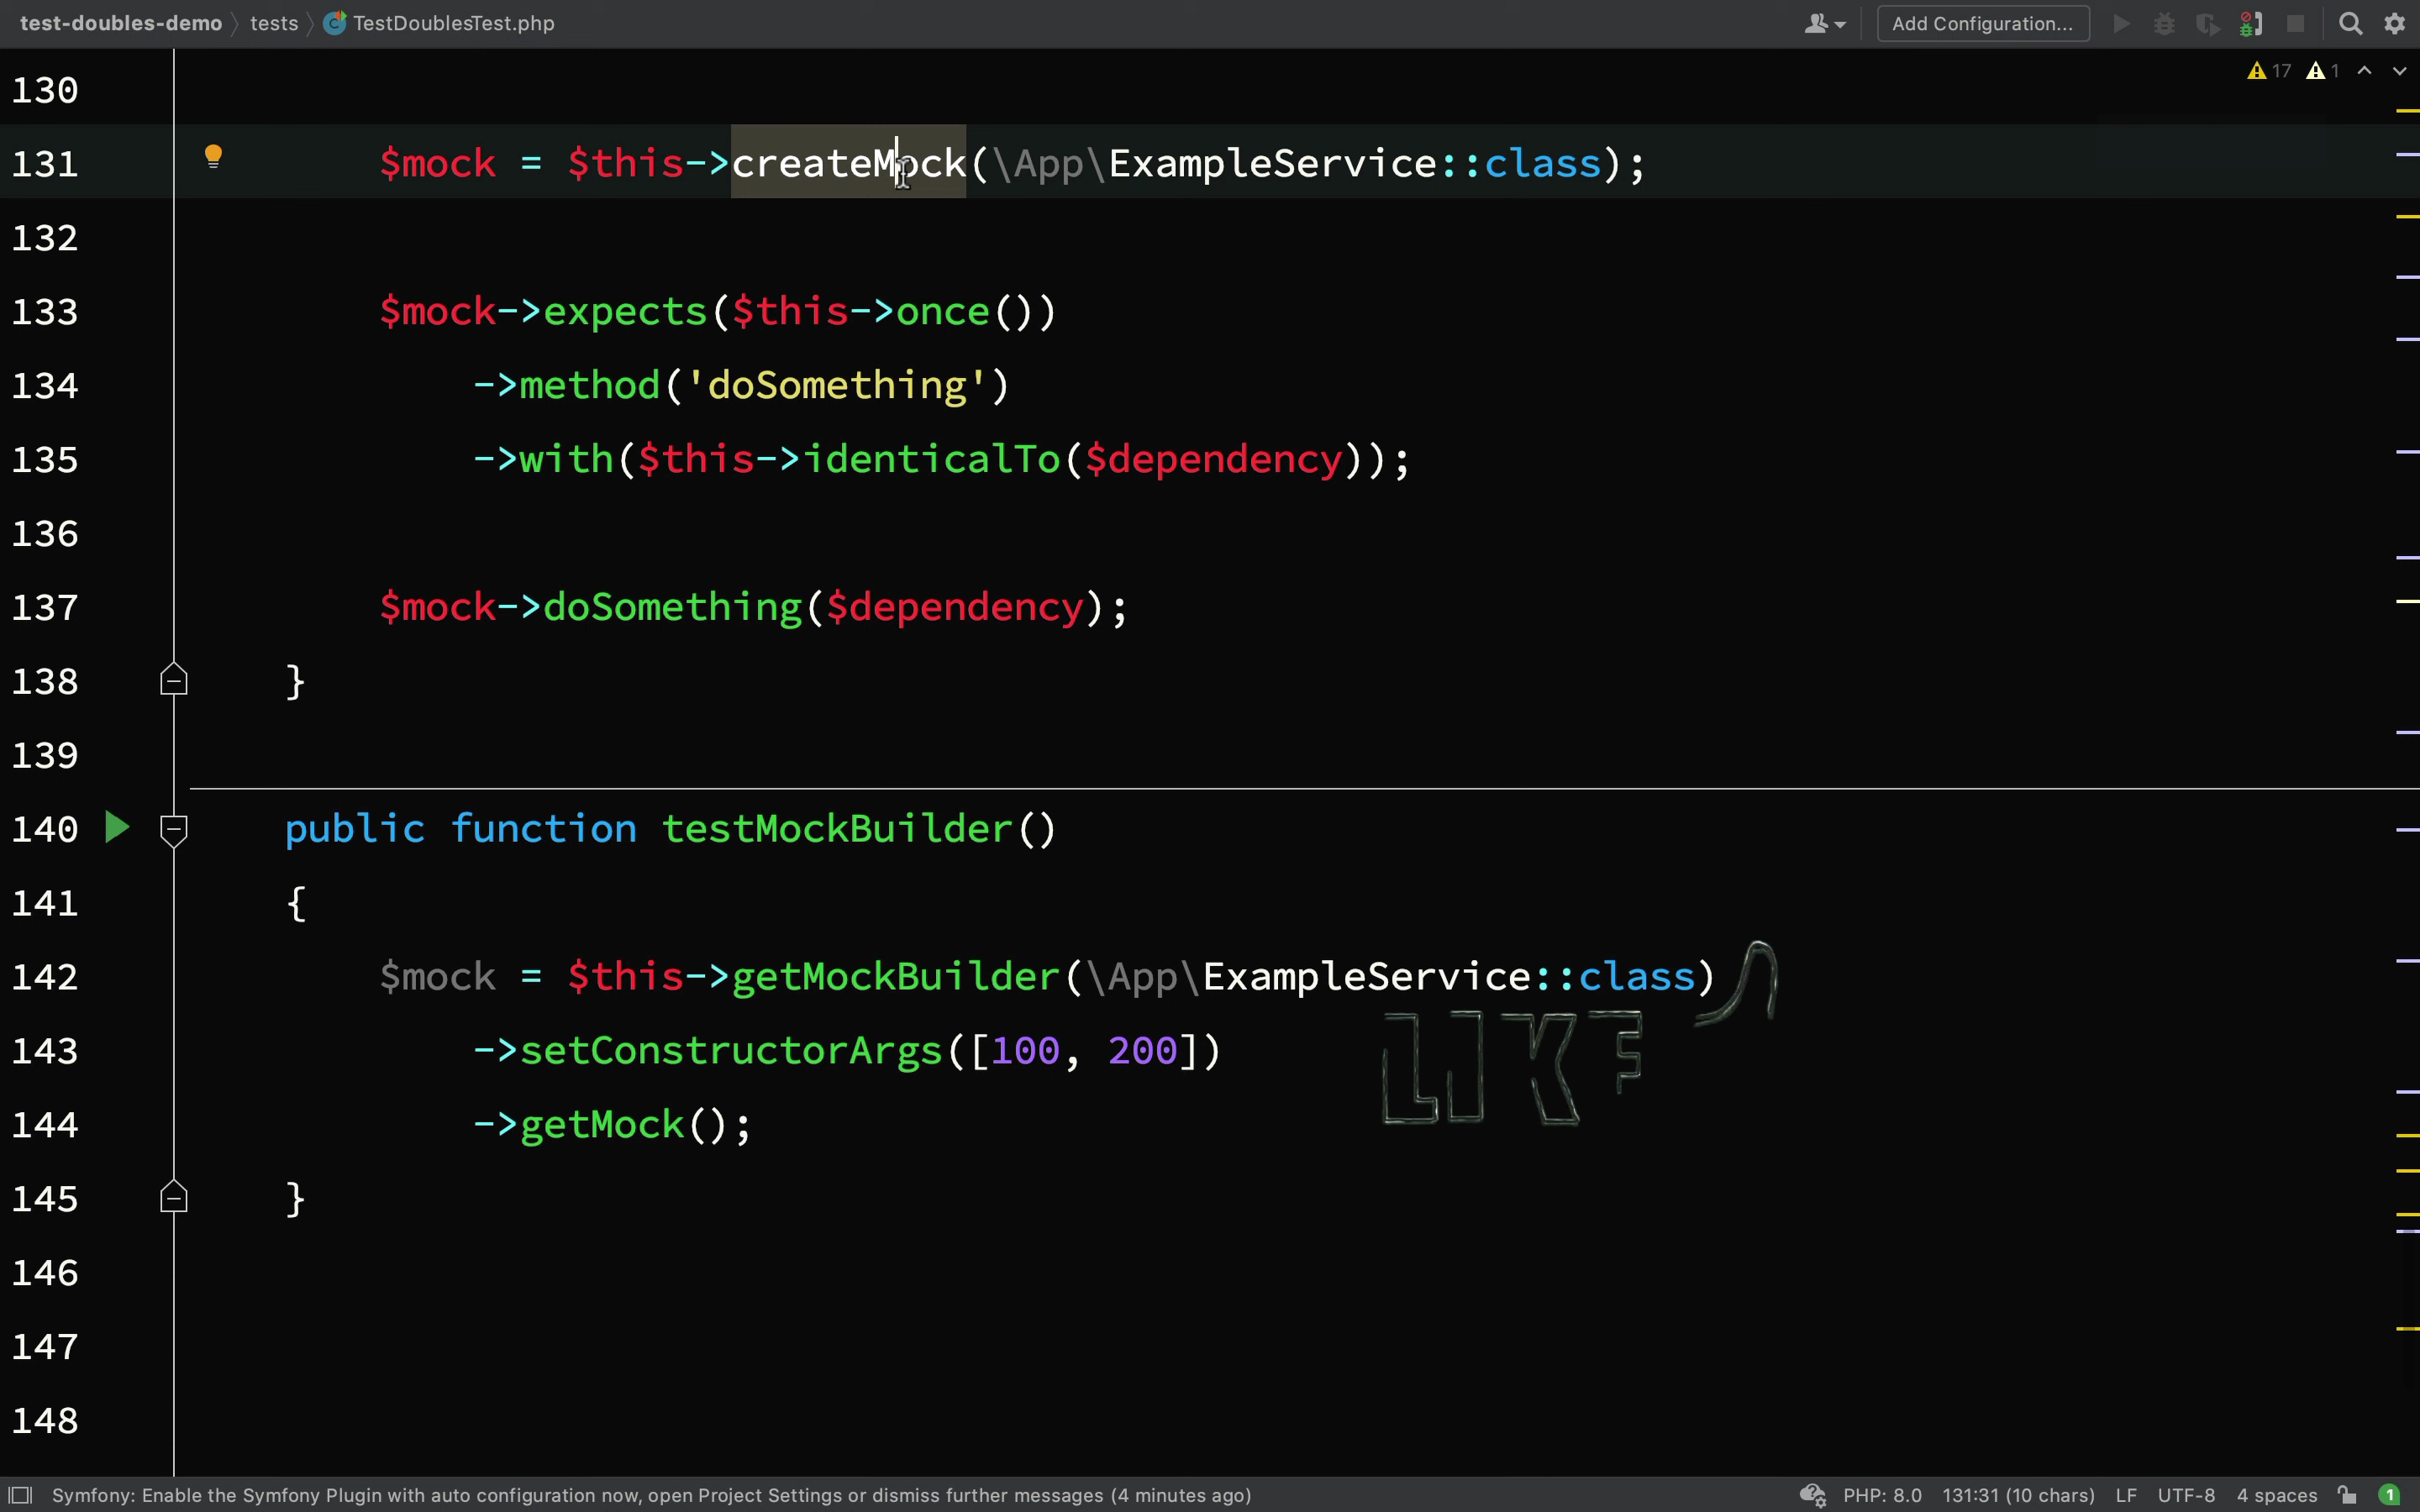 test-doubles-demo tests TestDoublesTest.php Add Configuration...
17 1
130
131 $mock = $this->createMock(\App\ExampleService::class);
132
133 $mock->expects($this->once())
134 ->method('doSomething')
135 ->with($this->identicalTo($dependency));
136
137 $mock->doSomething($dependency);
138 }
139
140 public function testMockBuilder()
141 {
142 $mock = $this->getMockBuilder(\App\ExampleService::class)
143 ->setConstructorArgs([100, 200])
LIKE
144 ->getMock();
145 }
146
147
148
Symfony: Enable the Symfony Plugin with auto configuration now, open Project Settings or dismiss further messages (4 minutes ago) PHP: 8.0 131:31 (10 chars) LF UTF-8 4 spaces 1